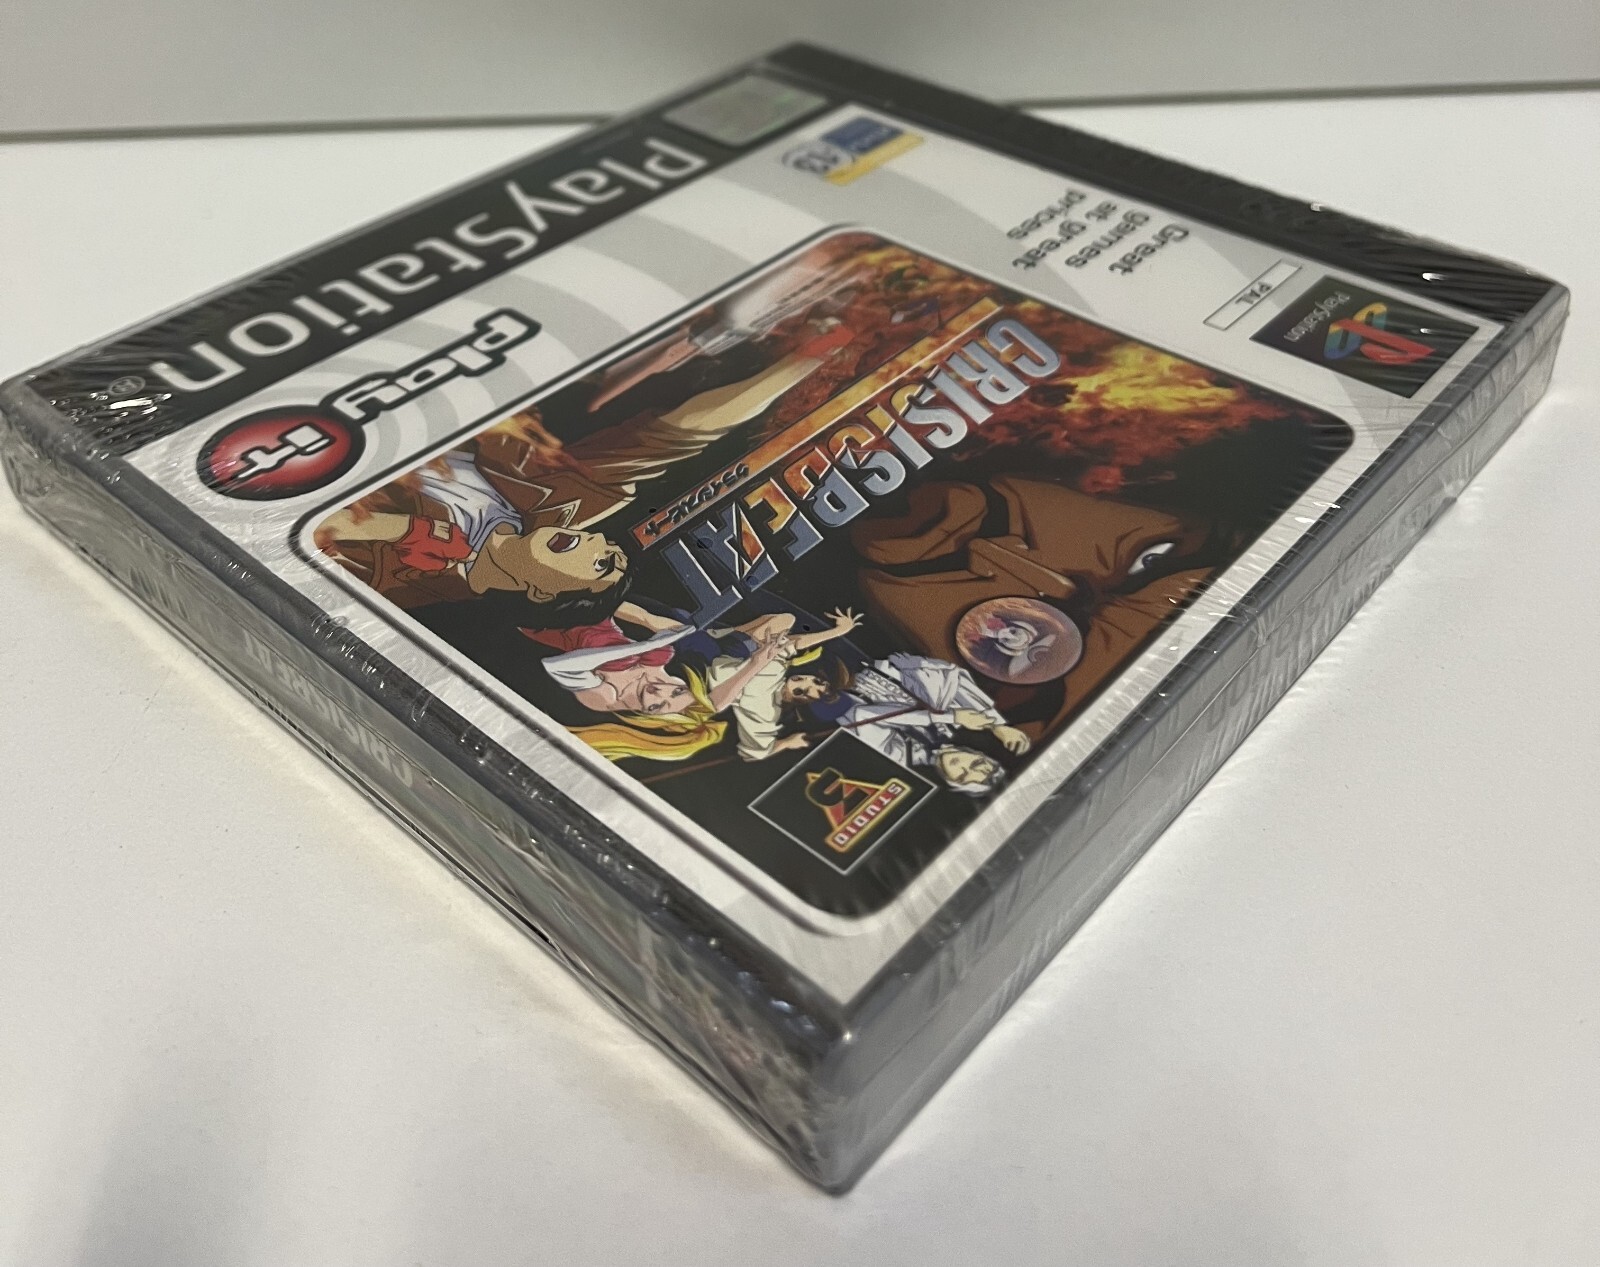 PlayStation®
play
it
13
Great
games
at great
prices
PAL
PlayStation
CRISIS BEAT
クライシスビート
STUDIO